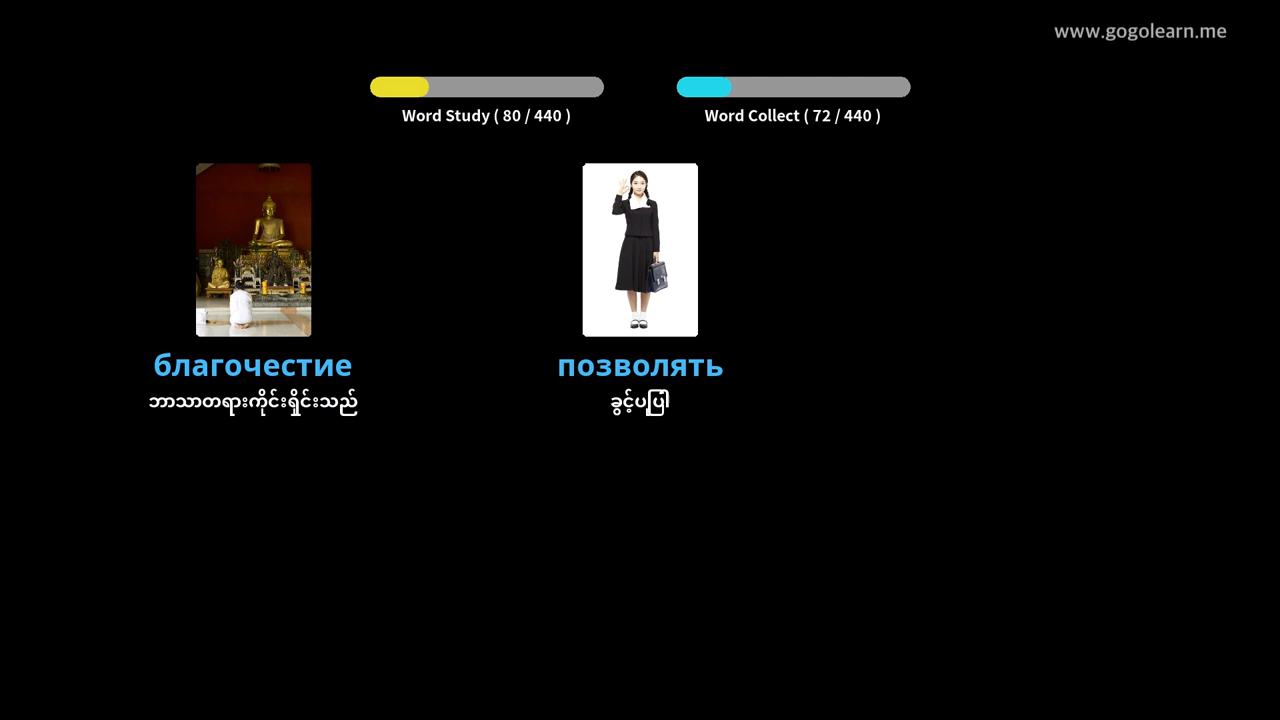 www.gogolearn.me
Word Study ( 80 / 440 )
Word Collect ( 72 / 440 )
благочестие
позволять
ဘာသာတရားကိုင်းရှိုင်းသည်
ခွင့်ပြုပါ